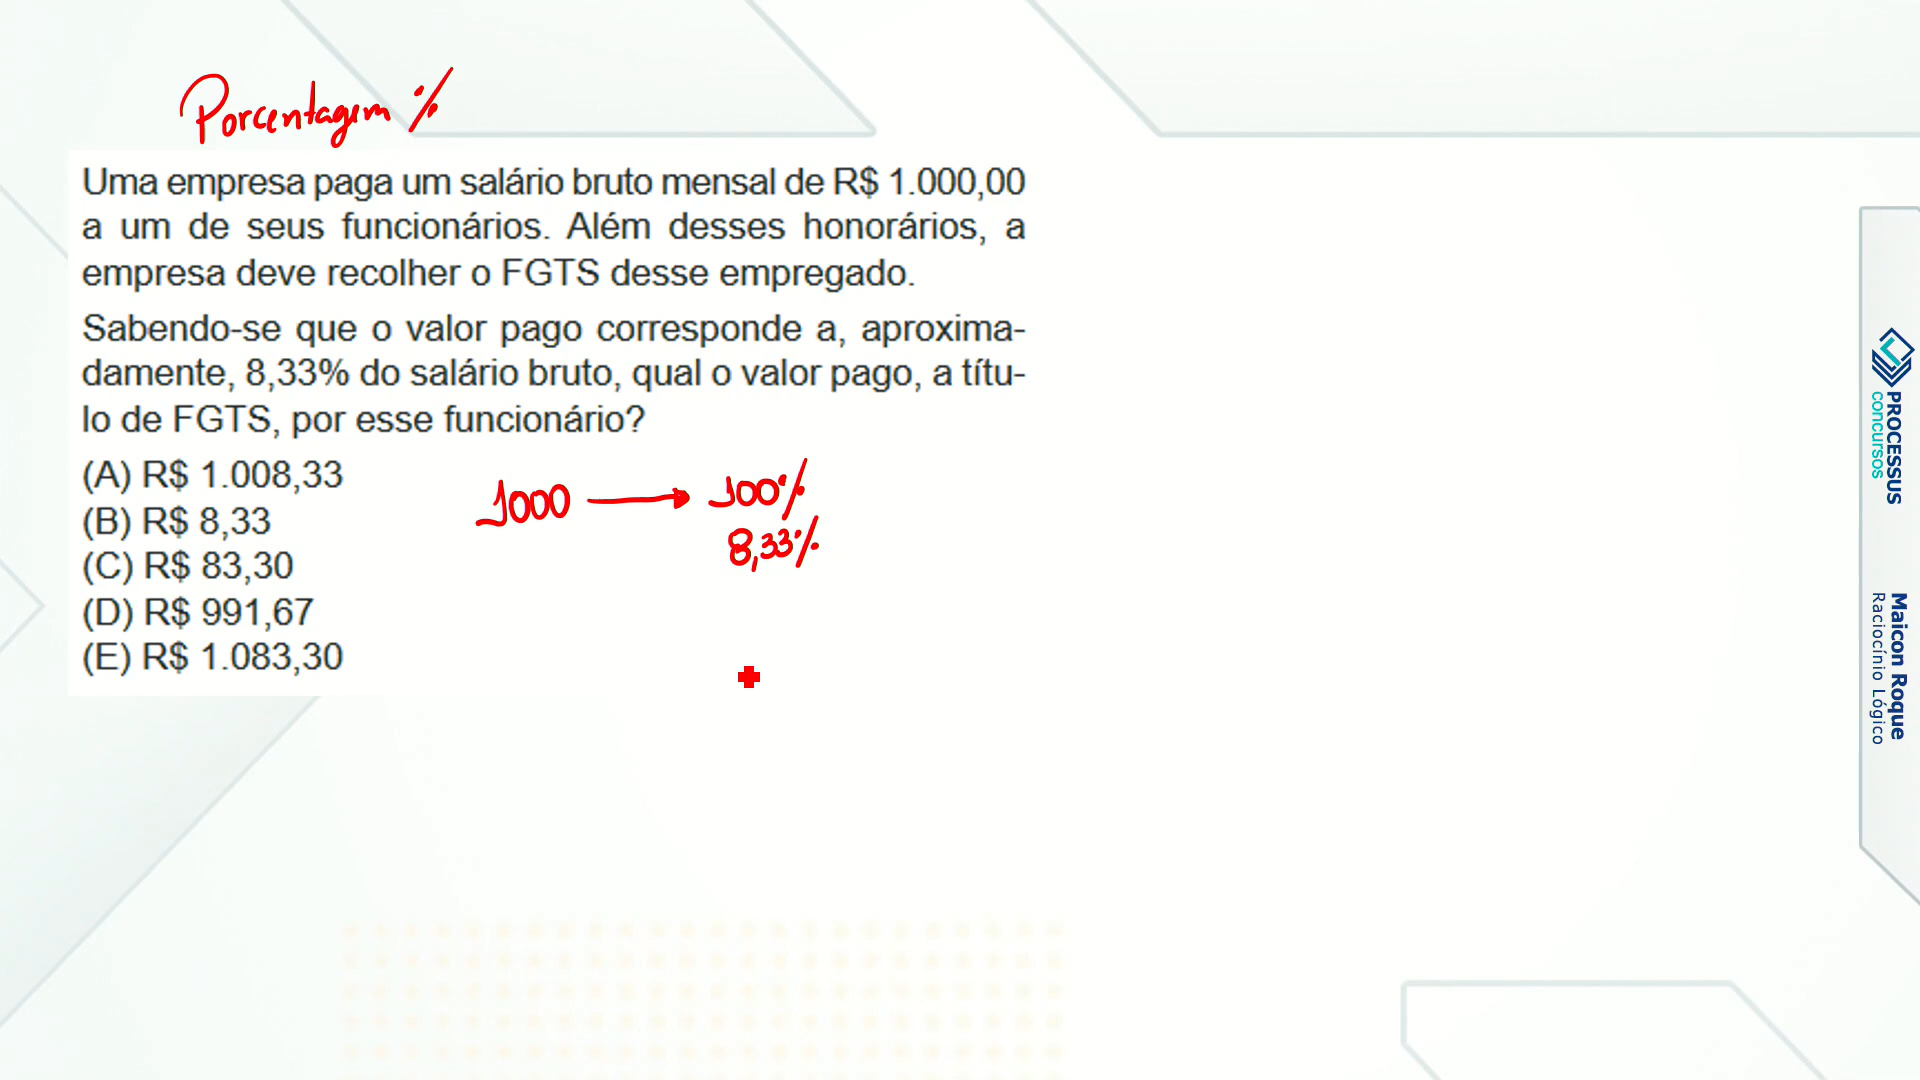 Porcentagem %
Uma empresa paga um salário bruto mensal de R$ 1.000,00
a um de seus funcionários. Além desses honorários, a
empresa deve recolher o FGTS desse empregado.
Sabendo-se que o valor pago corresponde a, aproxima-
damente, 8,33% do salário bruto, qual o valor pago, a títu-
lo de FGTS, por esse funcionário?
(A) R$ 1.008,33
(B) R$ 8,33
(C) R$ 83,30
(D) R$ 991,67
(E) R$ 1.083,30
1000 → 100%
8,33%
PROCESSUS
concursos
Maicon Roque
Raciocínio Lógico